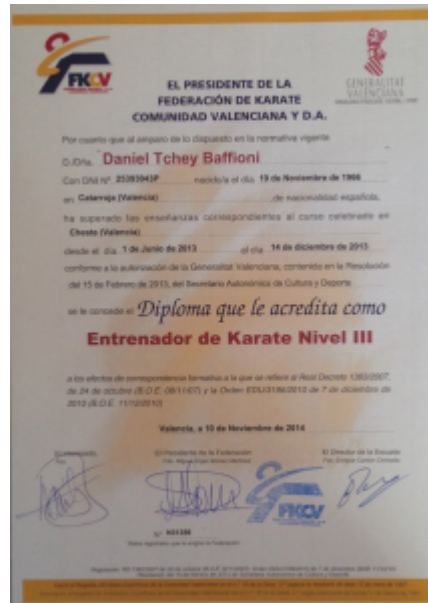 FKCV
GENERALITAT
VALENCIANA
EL PRESIDENTE DE LA
FEDERACIÓN DE KARATE
COMUNIDAD VALENCIANA Y D.A.
Por cuanto que al amparo de lo dispuesto en la normativa vigente
D./Dña. Daniel Tchey Baffioni
Con DNI Nº nacido/a el día 19 de Noviembre de 1966
en Catarroja (Valencia) ,de nacionalidad española,
ha superado las enseñanzas correspondientes al curso celebrado en
Cheste (Valencia)
desde el día 1 de Junio de 2013 al día 14 de diciembre de 2013
conforme a la autorización de la Generalitat Valenciana, contenida en la Resolución
del 15 de Febrero de 2013, del Secretario Autonómico de Cultura y Deporte
se le concede el Diploma que le acredita como
Entrenador de Karate Nivel III
a los efectos de correspondencia formativa a la que se refiere el Real Decreto 1363/2007,
de 24 de octubre (B.O.E. 08/11/07) y la Orden EDU/3186/2010 de 7 de diciembre de
2010 (B.O.E. 11/12/2010)
Valencia, a 10 de Noviembre de 2014
El Interesado, El Presidente de la Federación El Director de la Escuela
FKCV